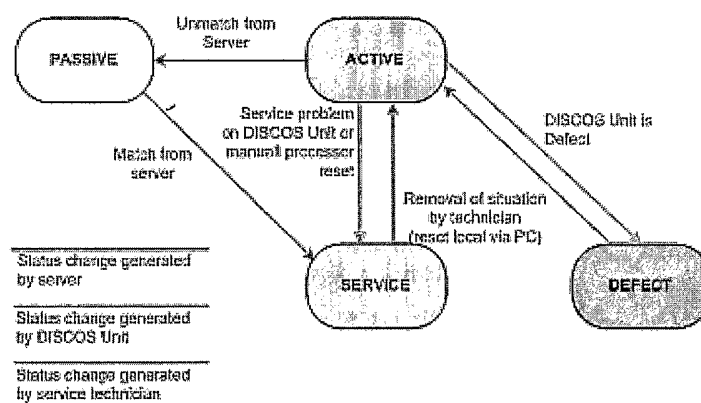 Unmatch from
Server
PASSIVE
ACTIVE
Service problem
on DISCOS Unit or
manual processor
reset
DISCOS Unit is
Defect
Match from
server
Removal of situation
by technician
(reset local via PC)
SERVICE
DEFECT
Status change generated
by server
Status change generated
by DISCOS Unit
Status change generated
by service technician